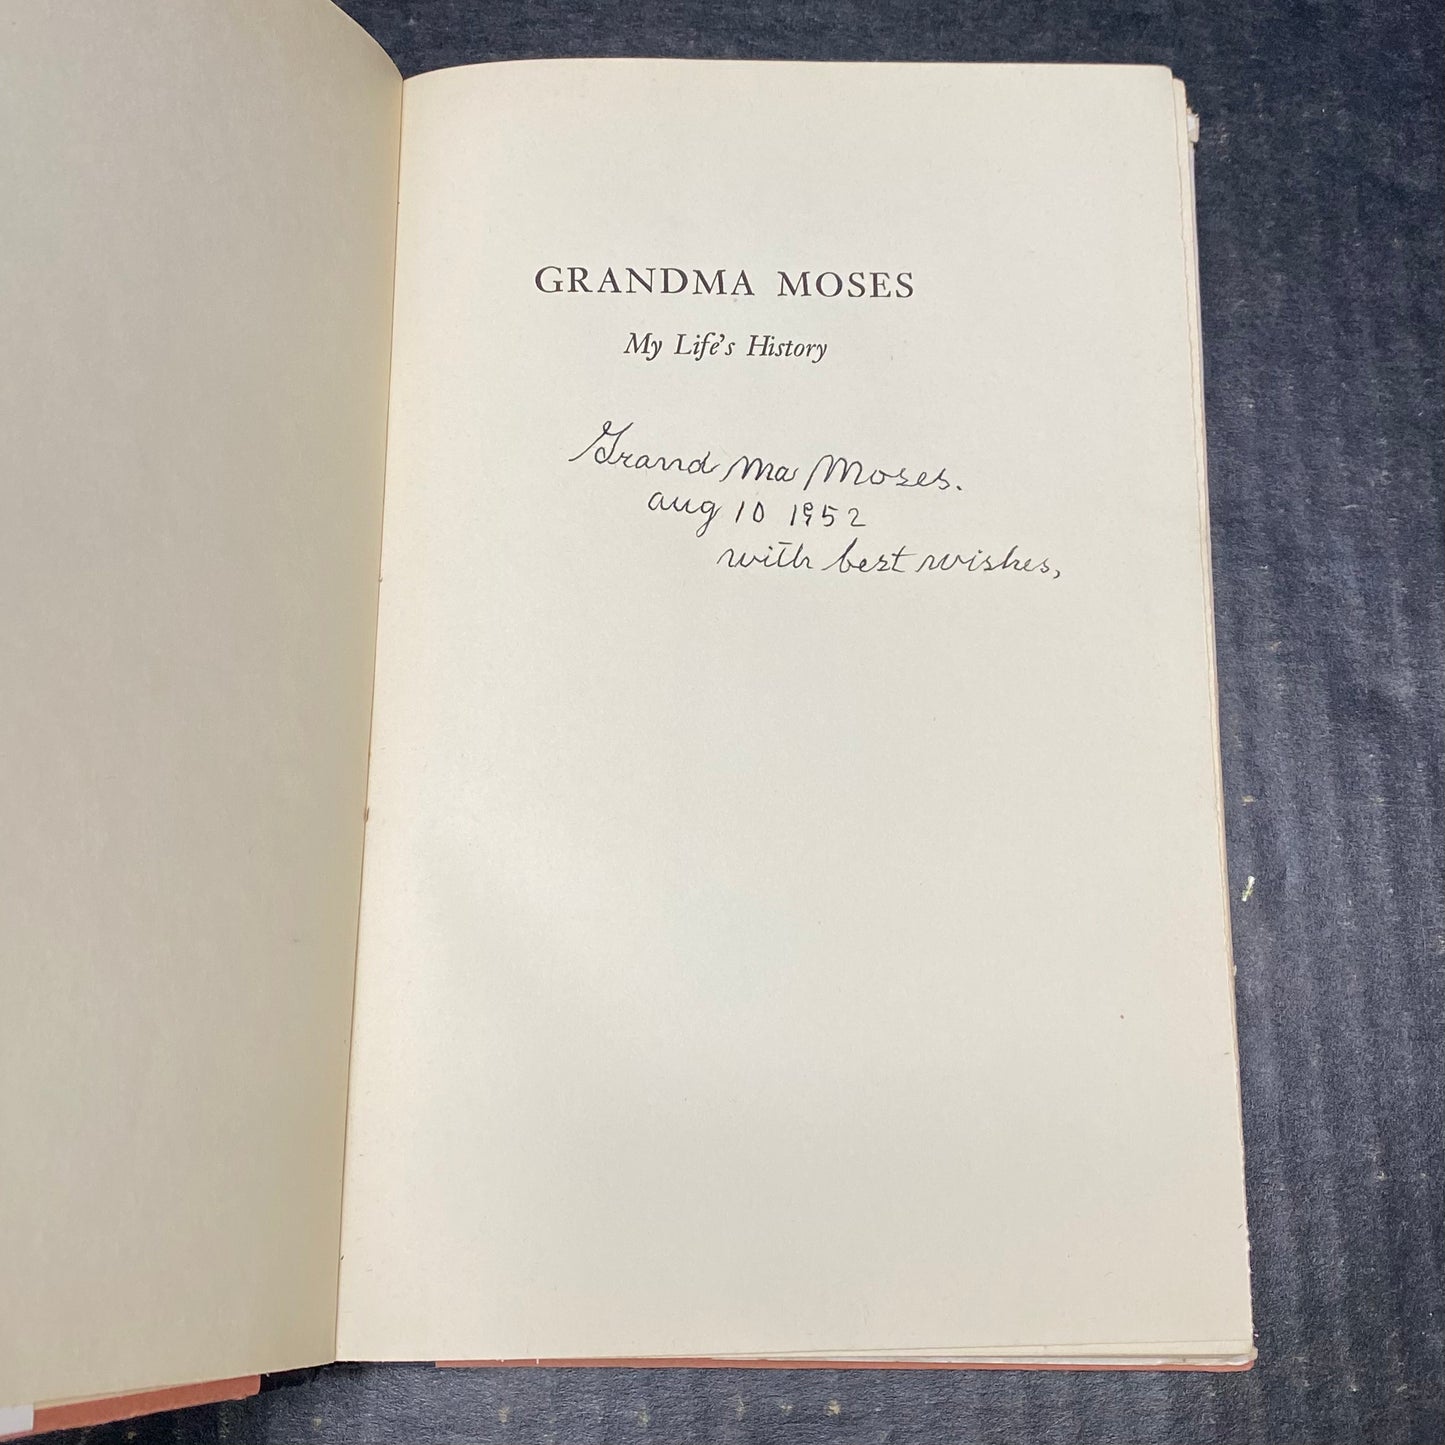 GRANDMA MOSES
My Life's History
Grand Ma Moses.
aug 10 1952
with best wishes,